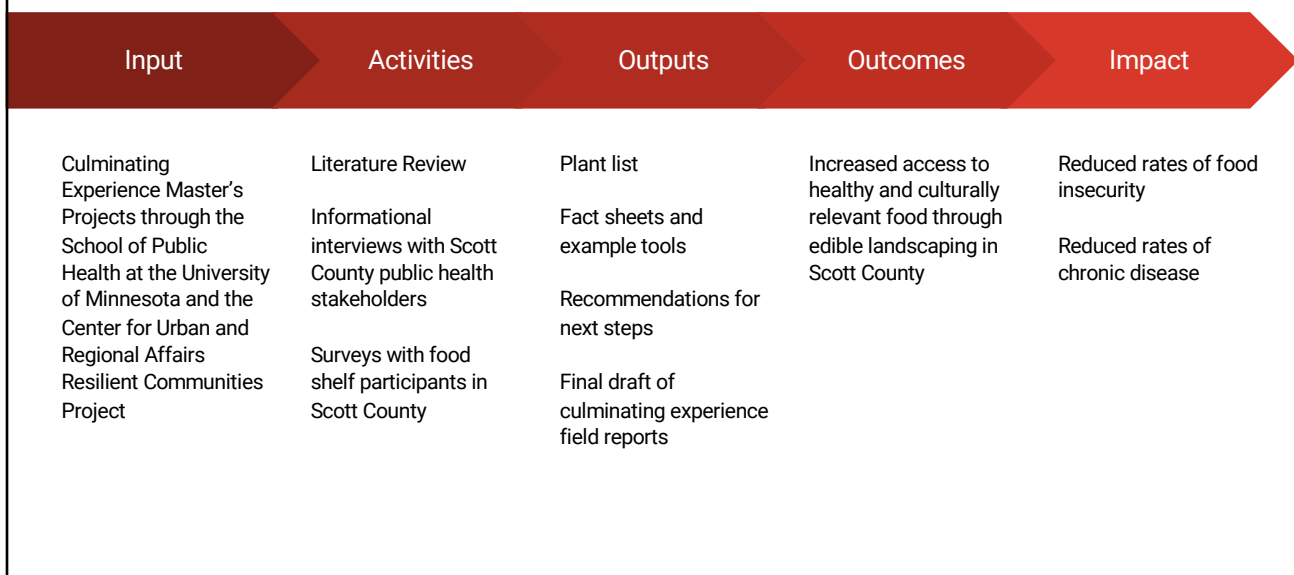 Input
Activities
Outputs
Outcomes
Impact
Culminating
Experience Master’s
Projects through the
School of Public
Health at the University
of Minnesota and the
Center for Urban and
Regional Affairs
Resilient Communities
Project
Literature Review
Informational
interviews with Scott
County public health
stakeholders
Surveys with food
shelf participants in
Scott County
Plant list
Fact sheets and
example tools
Recommendations for
next steps
Final draft of
culminating experience
field reports
Increased access to
healthy and culturally
relevant food through
edible landscaping in
Scott County
Reduced rates of food
insecurity
Reduced rates of
chronic disease